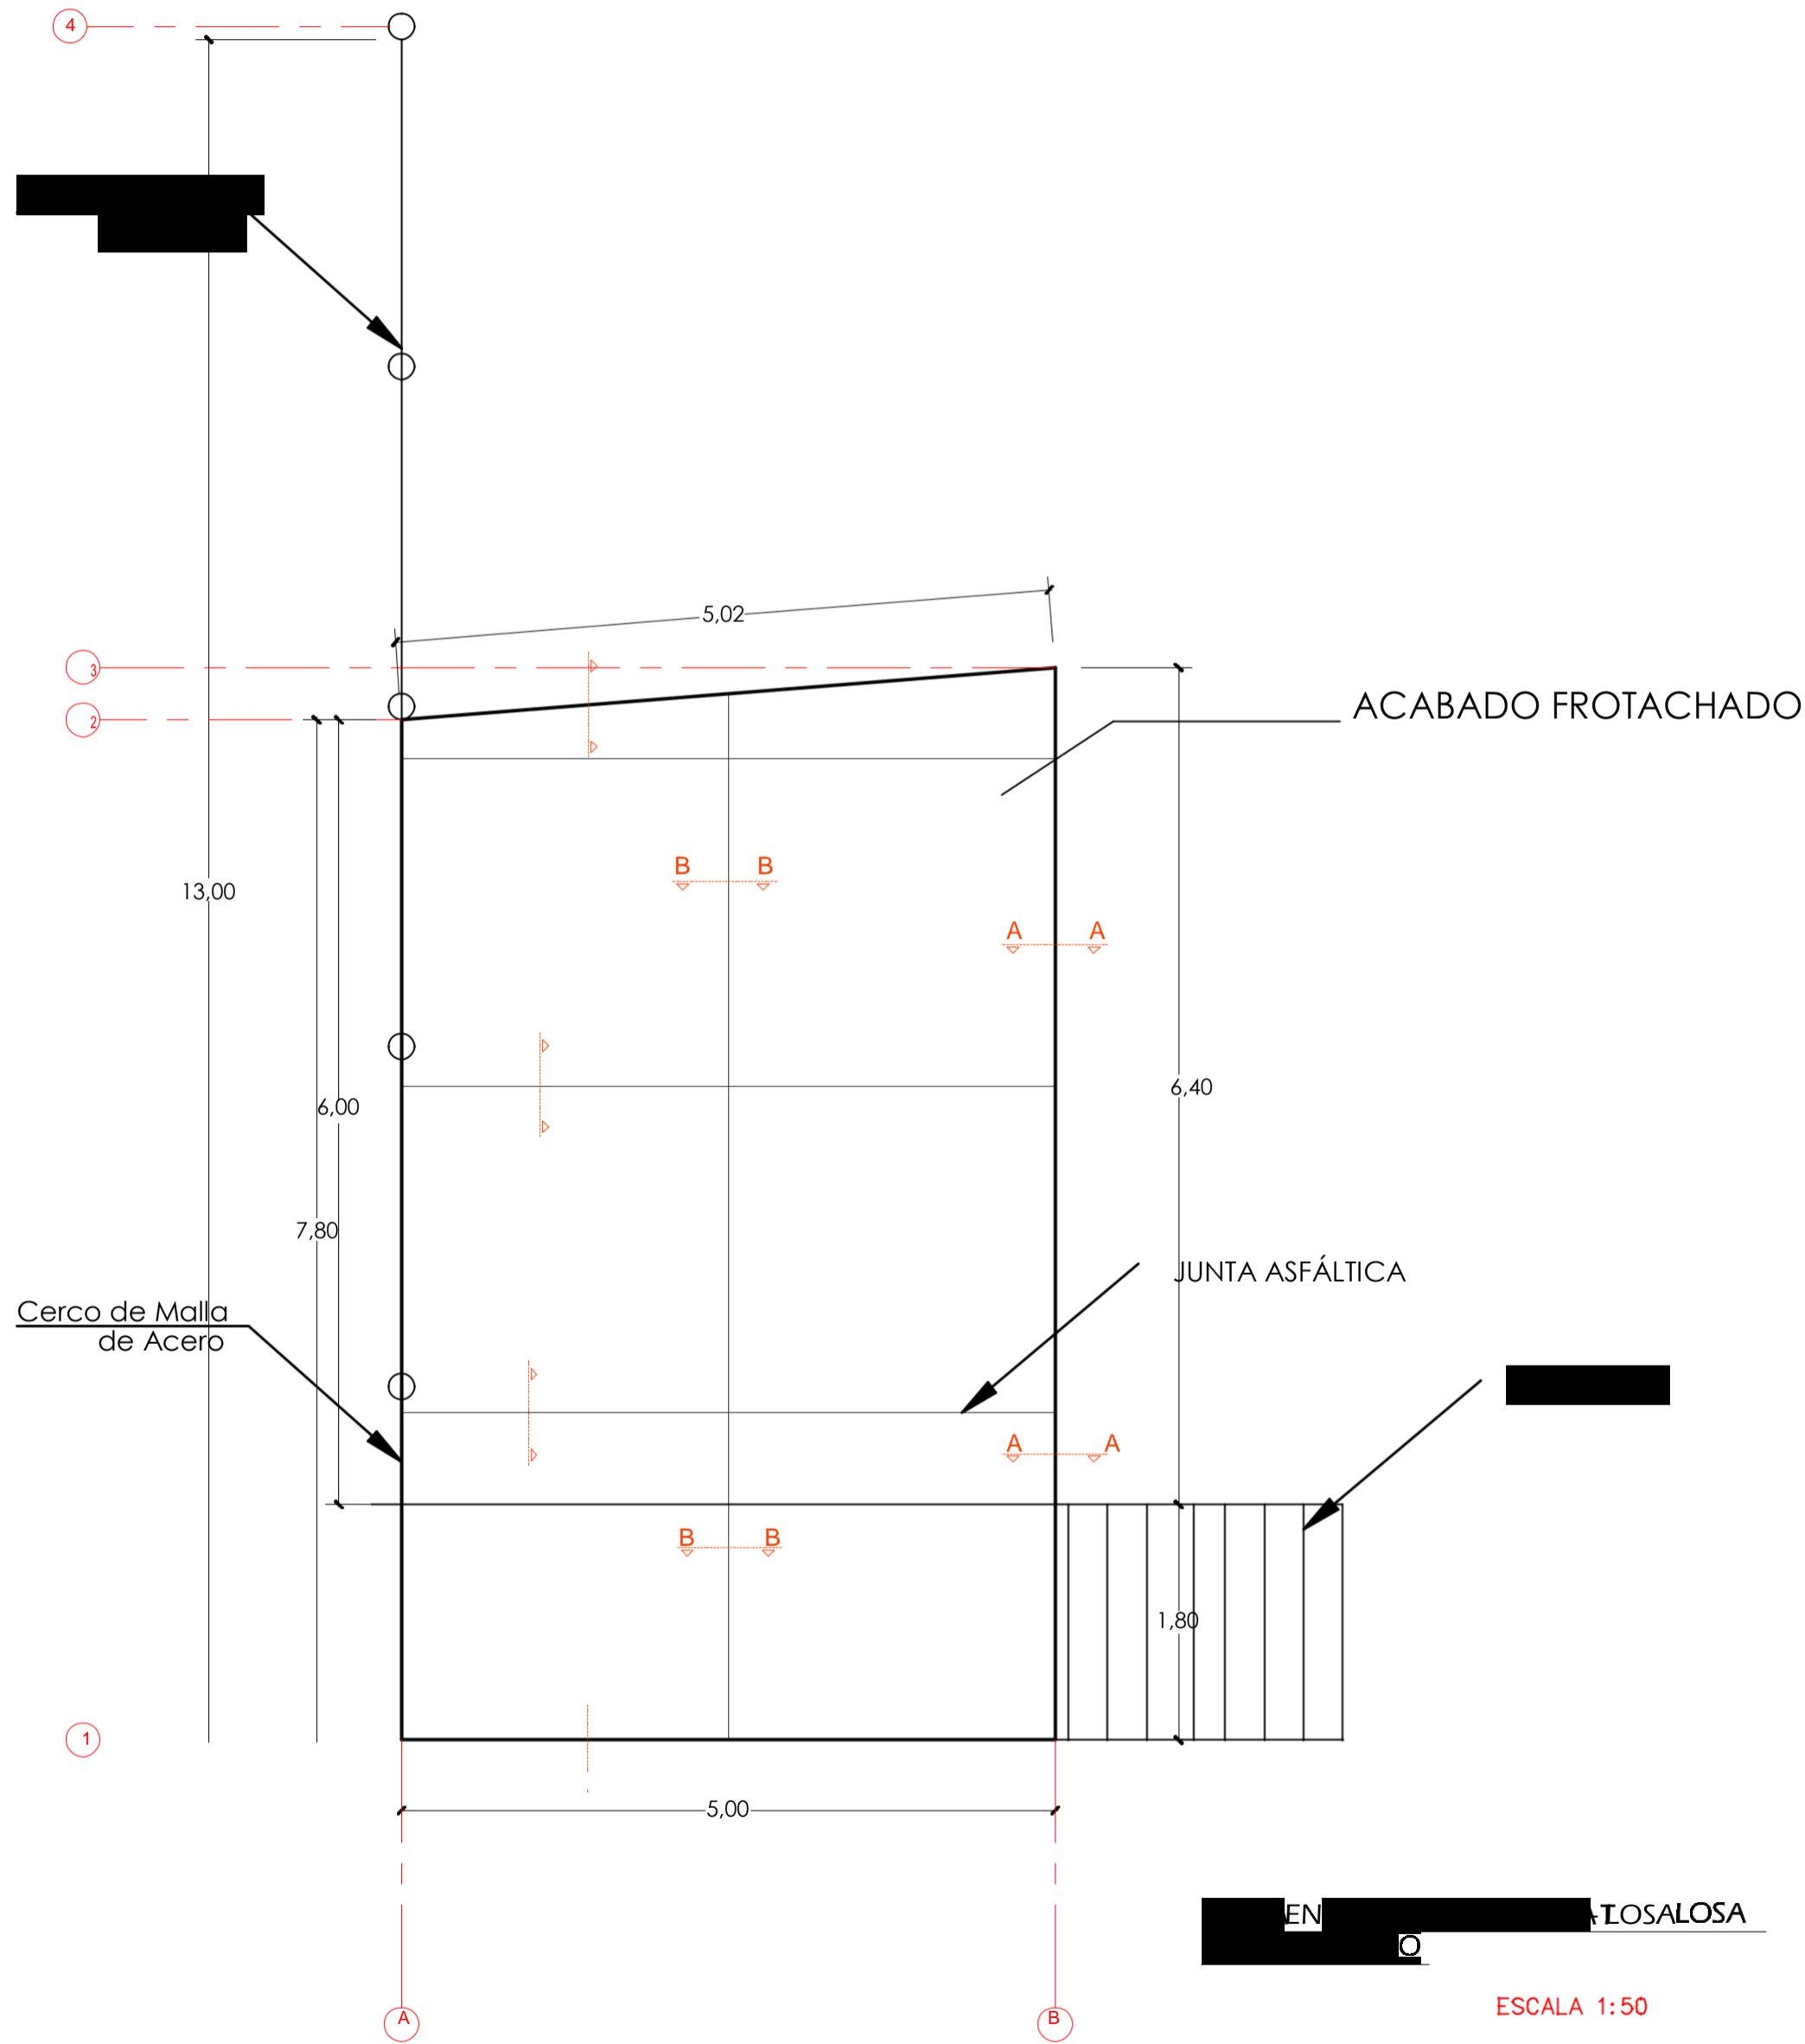 4
5,02
3
2
ACABADO FROTACHADO
B B
13,00
A A
6,40
6,00
7,80
JUNTA ASFÁLTICA
Cerco de Malla
de Acero
A A
B B
1,80
1
5,00
EN LOSALOSA
O
ESCALA 1:50
A
B